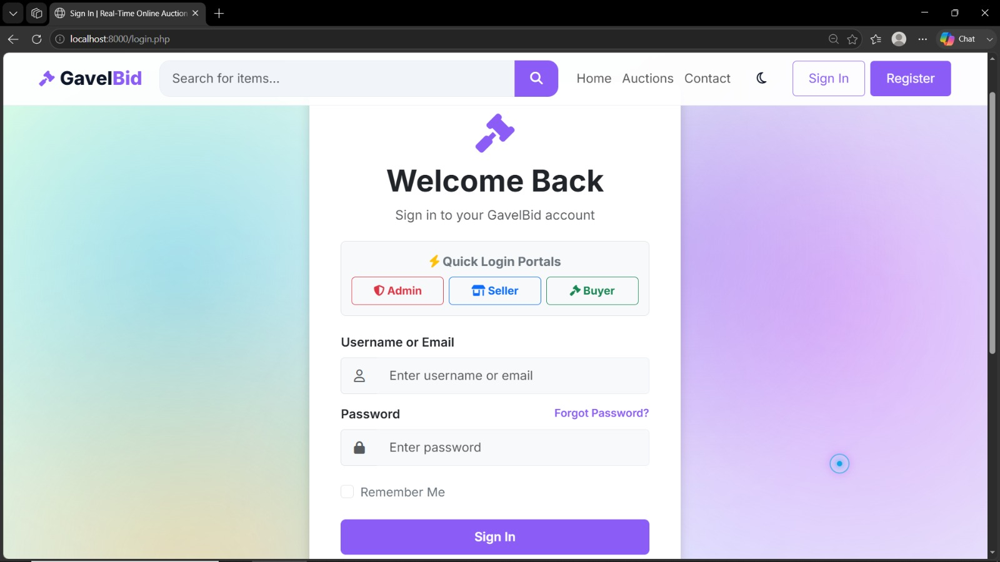 Sign In | Real-Time Online Auction
localhost:8000/login.php
Chat
GavelBid
Search for items...
Home Auctions Contact
Sign In
Register
Welcome Back
Sign in to your GavelBid account
Quick Login Portals
Admin
Seller
Buyer
Username or Email
Enter username or email
Password
Forgot Password?
Enter password
Remember Me
Sign In